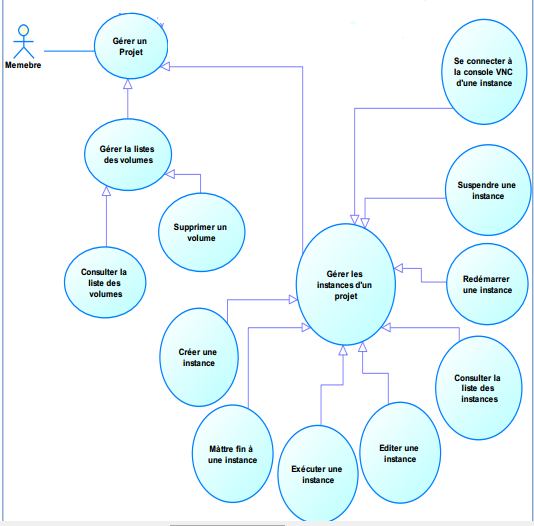 Gérer un
Projet
Memebre
Se connecter à
la console VNC
d'une instance
Gérer la listes
des volumes
Suspendre une
instance
Supprimer un
volume
Consulter la
liste des
volumes
Gérer les
instances d'un
projet
Redémarrer
une instance
Créer une
instance
Consulter la
liste des
instances
Màttre fin à
une instance
Exécuter une
instance
Editer une
instance